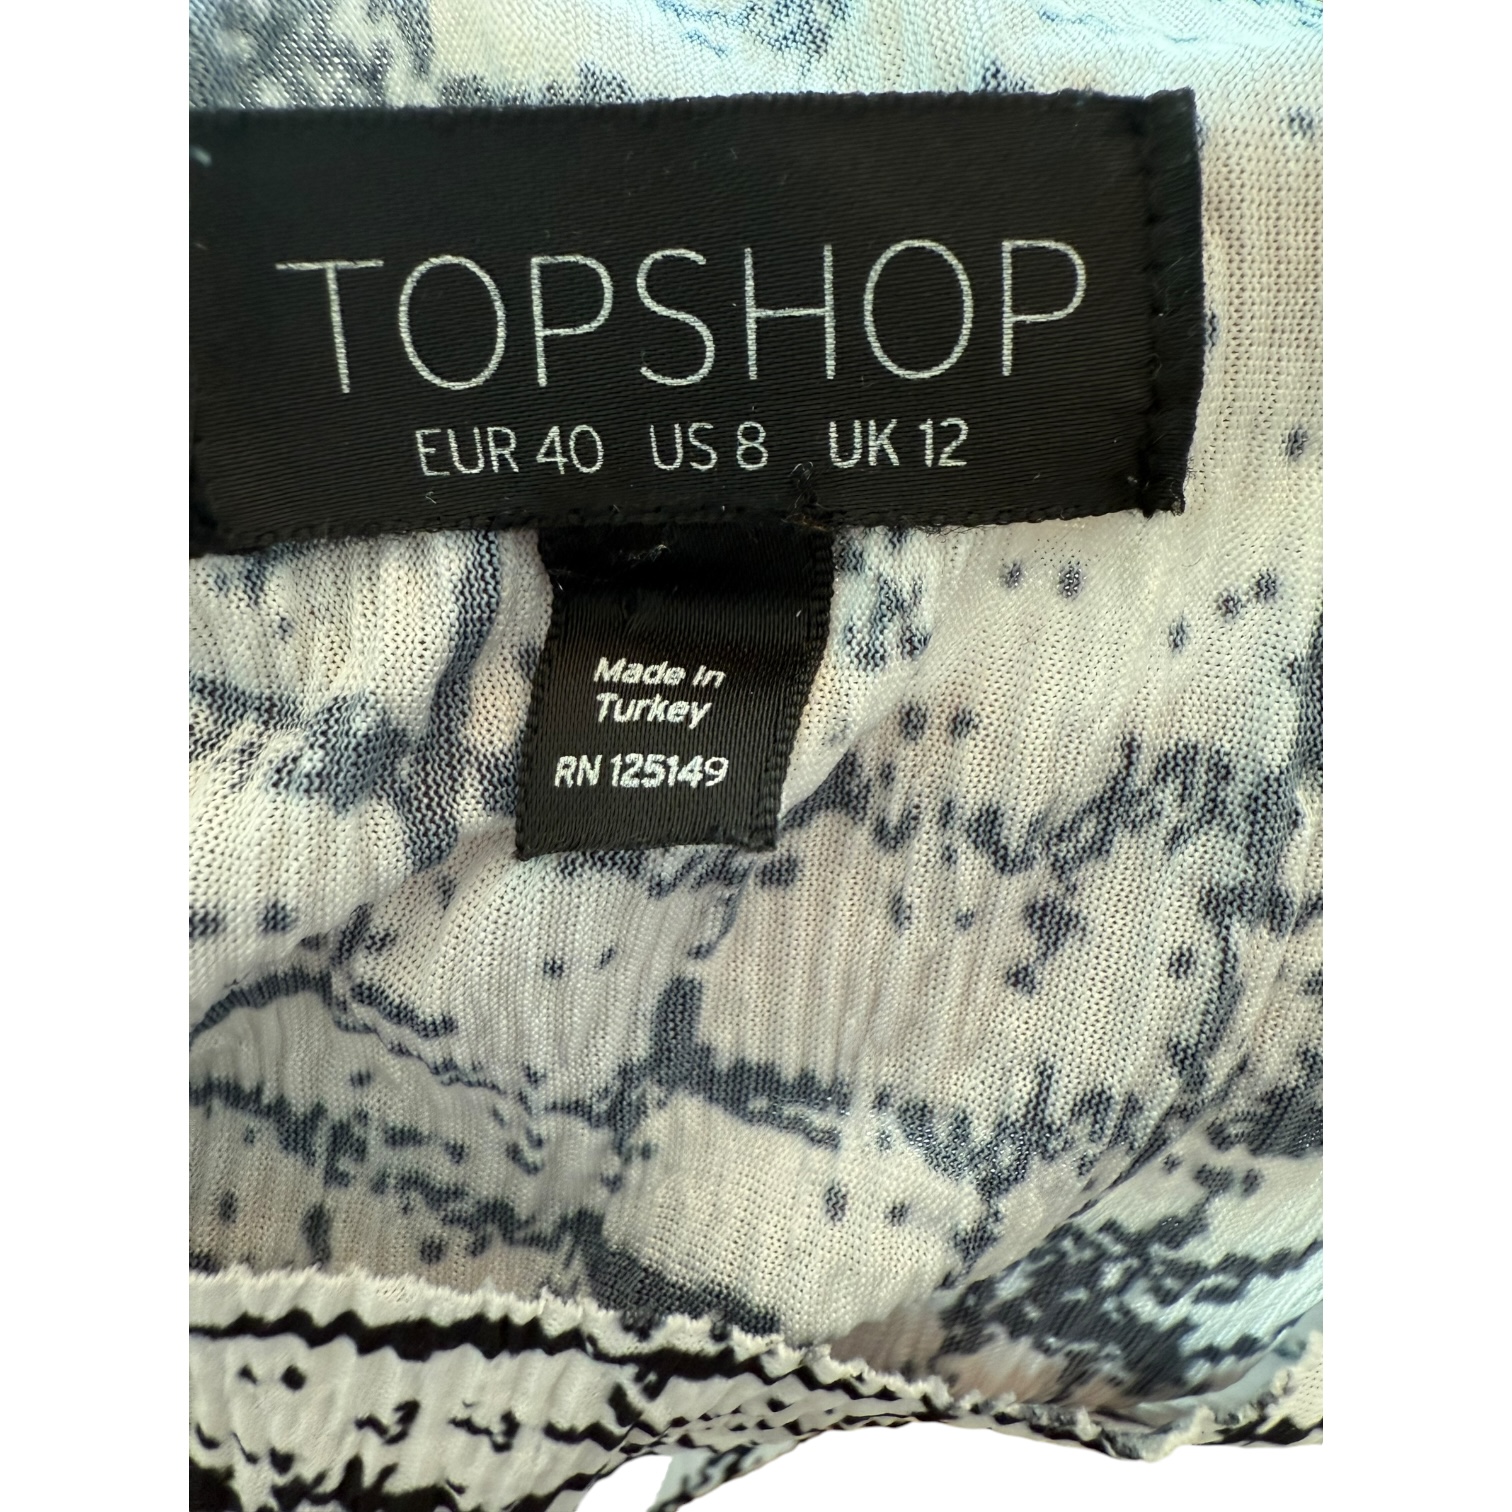 TOPSHOP
EUR 40 US 8 UK 12
Made in
Turkey
RN 125149